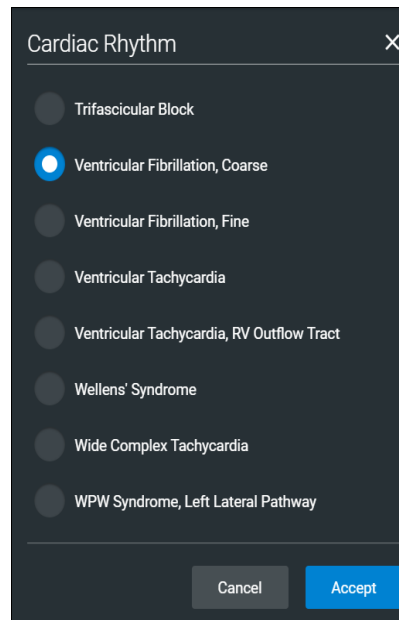 Cardiac Rhythm
Trifascicular Block
Ventricular Fibrillation, Coarse
Ventricular Fibrillation, Fine
Ventricular Tachycardia
Ventricular Tachycardia, RV Outflow Tract
Wellens' Syndrome
Wide Complex Tachycardia
WPW Syndrome, Left Lateral Pathway
Cancel Accept